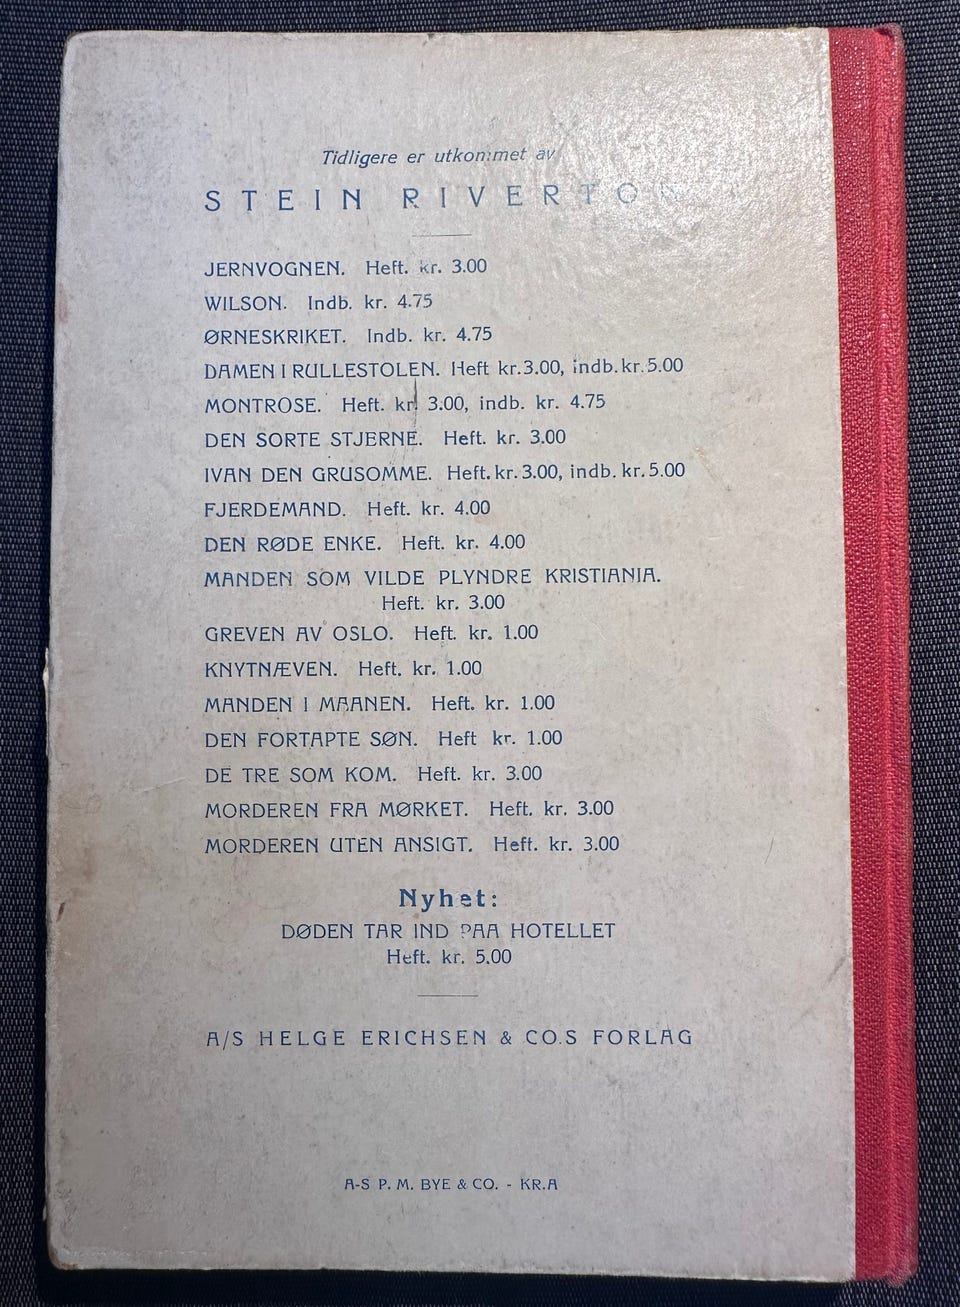 Tidligere er utkommet av
STEIN RIVERTON
JERNVOGNEN. Heft. kr. 3.00
WILSON. Indb. kr. 4.75
ØRNESKRIKET. Indb. kr. 4.75
DAMEN I RULLESTOLEN. Heft kr. 3.00, indb. kr. 5.00
MONTROSE. Heft. kr. 3.00, indb. kr. 4.75
DEN SORTE STJERNE. Heft. kr. 3.00
IVAN DEN GRUSOMME. Heft. kr. 3.00, indb. kr. 5.00
FJERDEMAND. Heft. kr. 4.00
DEN RØDE ENKE. Heft. kr. 4.00
MANDEN SOM VILDE PLYNDRE KRISTIANIA.
Heft. kr. 3.00
GREVEN AV OSLO. Heft. kr. 1.00
KNYTNÆVEN. Heft. kr. 1.00
MANDEN I MAANEN. Heft. kr. 1.00
DEN FORTAPTE SØN. Heft kr. 1.00
DE TRE SOM KOM. Heft. kr. 3.00
MORDEREN FRA MØRKET. Heft. kr. 3.00
MORDEREN UTEN ANSIGT. Heft. kr. 3.00
Nyhet:
DØDEN TAR IND PAA HOTELLET
Heft. kr. 5.00
A/S HELGE ERICHSEN & CO.S FORLAG
A-S P. M. BYE & CO. - KR.A